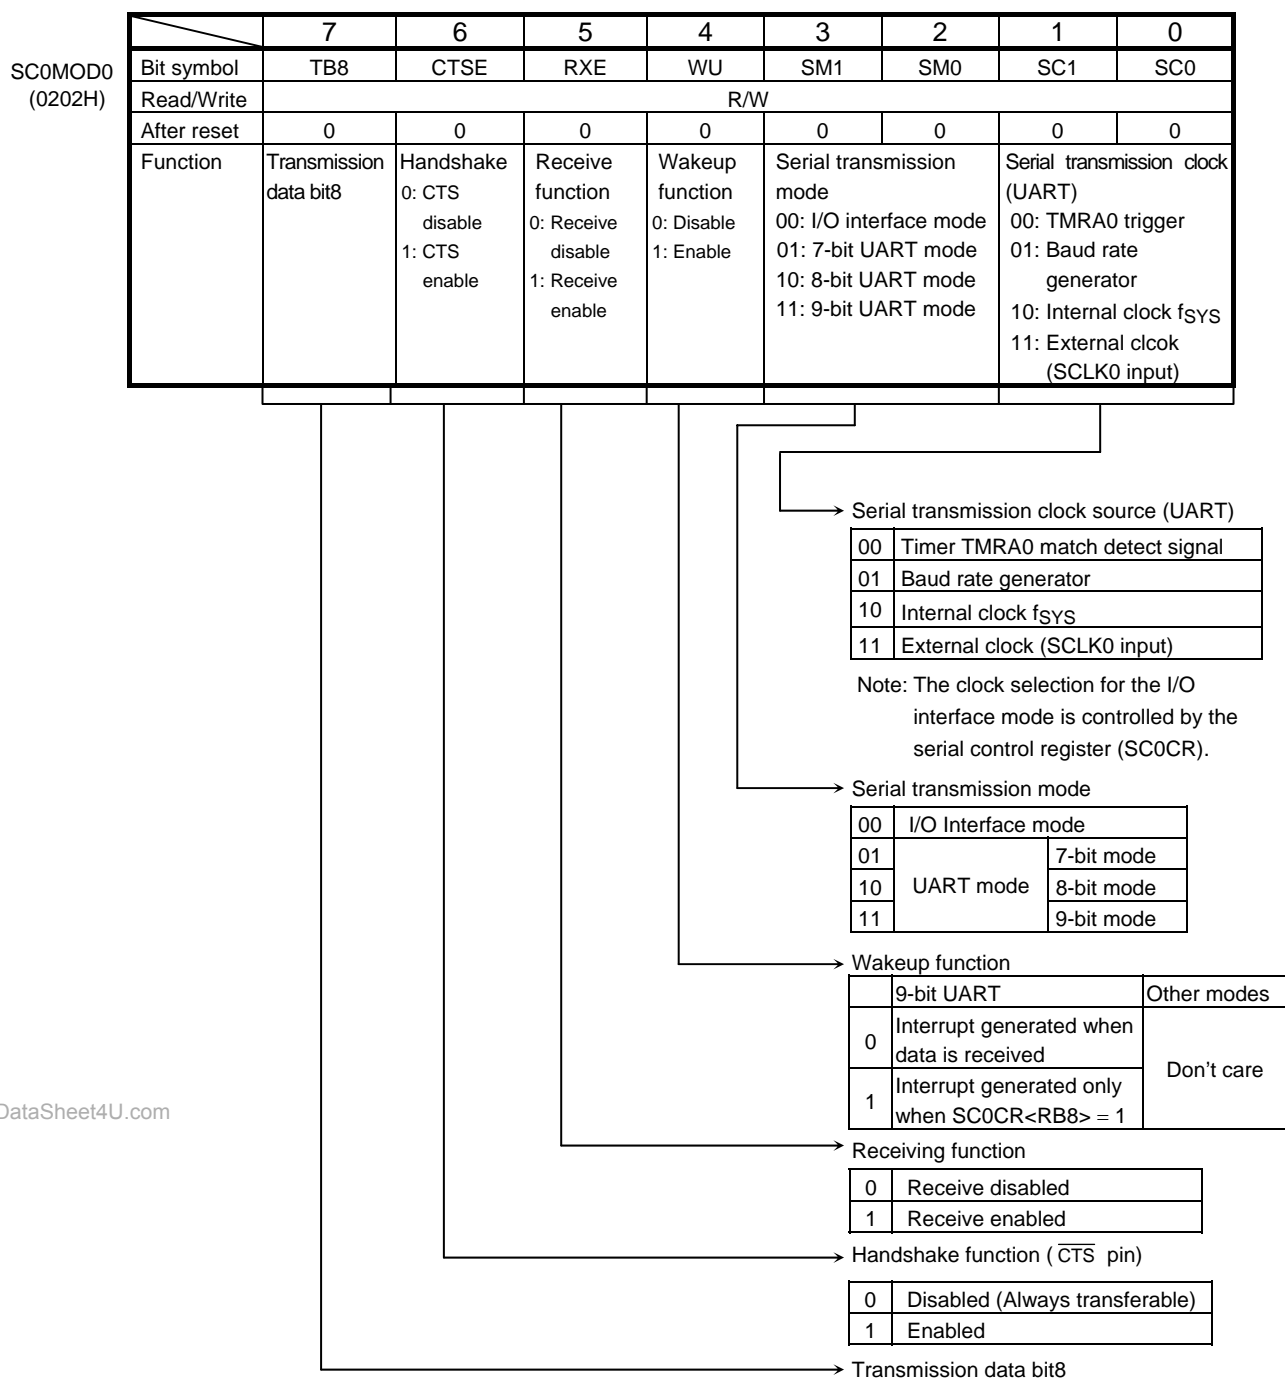 7 6 5 4 3 2 1 0
SC0MOD0
(0202H)
Bit symbol TB8 CTSE RXE WU SM1 SM0 SC1 SC0
Read/Write R/W
After reset 0 0 0 0 0 0 0 0
Function
Transmission
data bit8
Handshake
0: CTS
disable
1: CTS
enable
Receive
function
0: Receive
disable
1: Receive
enable
Wakeup
function
0: Disable
1: Enable
Serial transmission
mode
00: I/O interface mode
01: 7-bit UART mode
10: 8-bit UART mode
11: 9-bit UART mode
Serial transmission clock
(UART)
00: TMRA0 trigger
01: Baud rate
generator
10: Internal clock fSYS
11: External clcok
(SCLK0 input)
Serial transmission clock source (UART)
00 Timer TMRA0 match detect signal
01 Baud rate generator
10 Internal clock fSYS
11 External clock (SCLK0 input)
Note: The clock selection for the I/O
interface mode is controlled by the
serial control register (SC0CR).
Serial transmission mode
00 I/O Interface mode
01 7-bit mode
10 UART mode 8-bit mode
11 9-bit mode
Wakeup function
9-bit UART Other modes
0 Interrupt generated when
data is received
Don't care
1 Interrupt generated only
when SC0CR<RB8> = 1
DataSheet4U.com
Receiving function
0 Receive disabled
1 Receive enabled
Handshake function ( CTS pin)
0 Disabled (Always transferable)
1 Enabled
Transmission data bit8